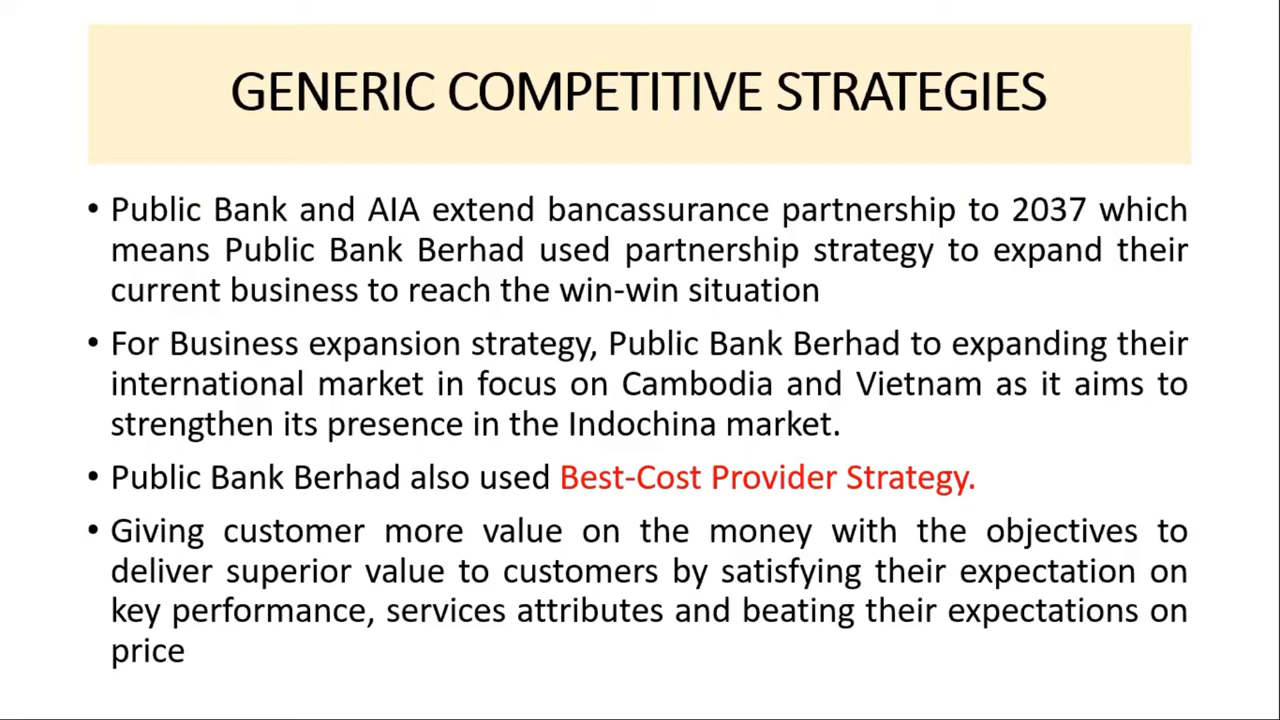 GENERIC COMPETITIVE STRATEGIES
• Public Bank and AIA extend bancassurance partnership to 2037 which
means Public Bank Berhad used partnership strategy to expand their
current business to reach the win-win situation
• For Business expansion strategy, Public Bank Berhad to expanding their
international market in focus on Cambodia and Vietnam as it aims to
strengthen its presence in the Indochina market.
• Public Bank Berhad also used Best-Cost Provider Strategy.
• Giving customer more value on the money with the objectives to
deliver superior value to customers by satisfying their expectation on
key performance, services attributes and beating their expectations on
price